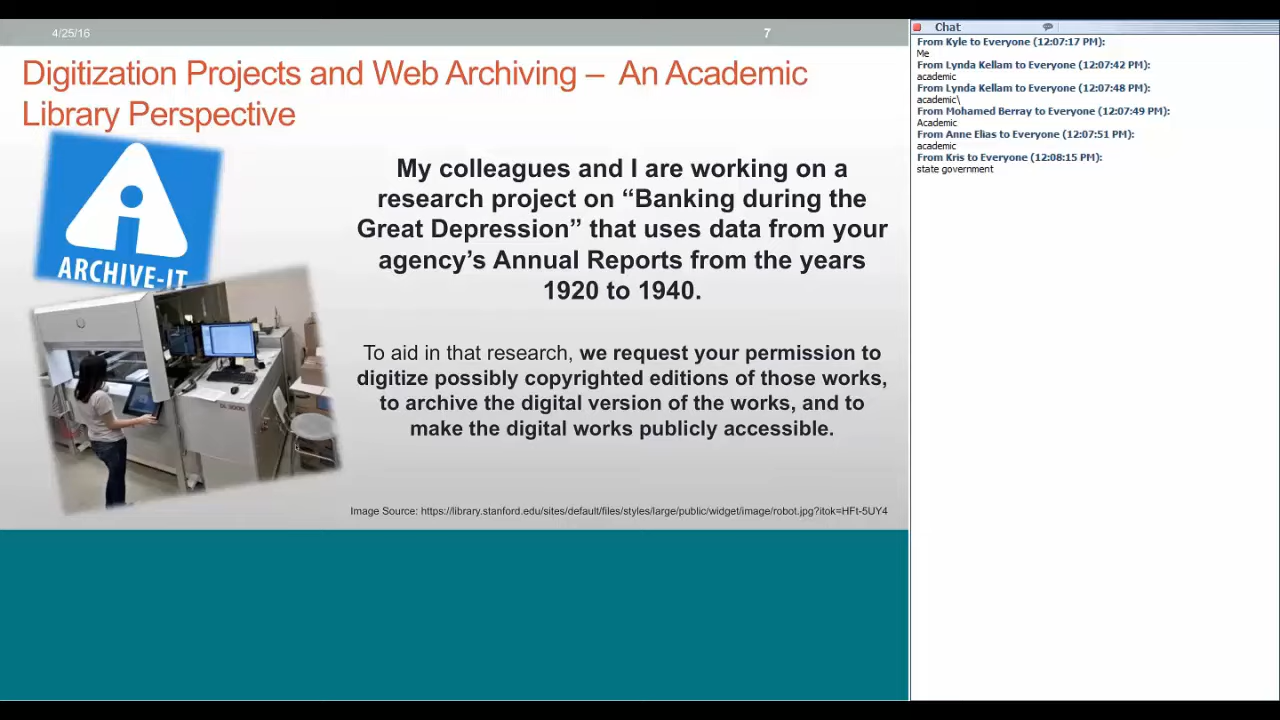 4/25/16
7
Digitization Projects and Web Archiving – An Academic
Library Perspective
ARCHIVE-IT
My colleagues and I are working on a
research project on “Banking during the
Great Depression” that uses data from your
agency’s Annual Reports from the years
1920 to 1940.
To aid in that research, we request your permission to
digitize possibly copyrighted editions of those works,
to archive the digital version of the works, and to
make the digital works publicly accessible.
Image Source: https://library.stanford.edu/sites/default/files/styles/large/public/widget/image/robot.jpg?itok=HFt-5UY4
Chat
From Kyle to Everyone (12:07:17 PM):
Me
From Lynda Kellam to Everyone (12:07:42 PM):
academic
From Lynda Kellam to Everyone (12:07:48 PM):
academic\
From Mohamed Berray to Everyone (12:07:49 PM):
Academic
From Anne Elias to Everyone (12:07:51 PM):
academic
From Kris to Everyone (12:08:15 PM):
state government